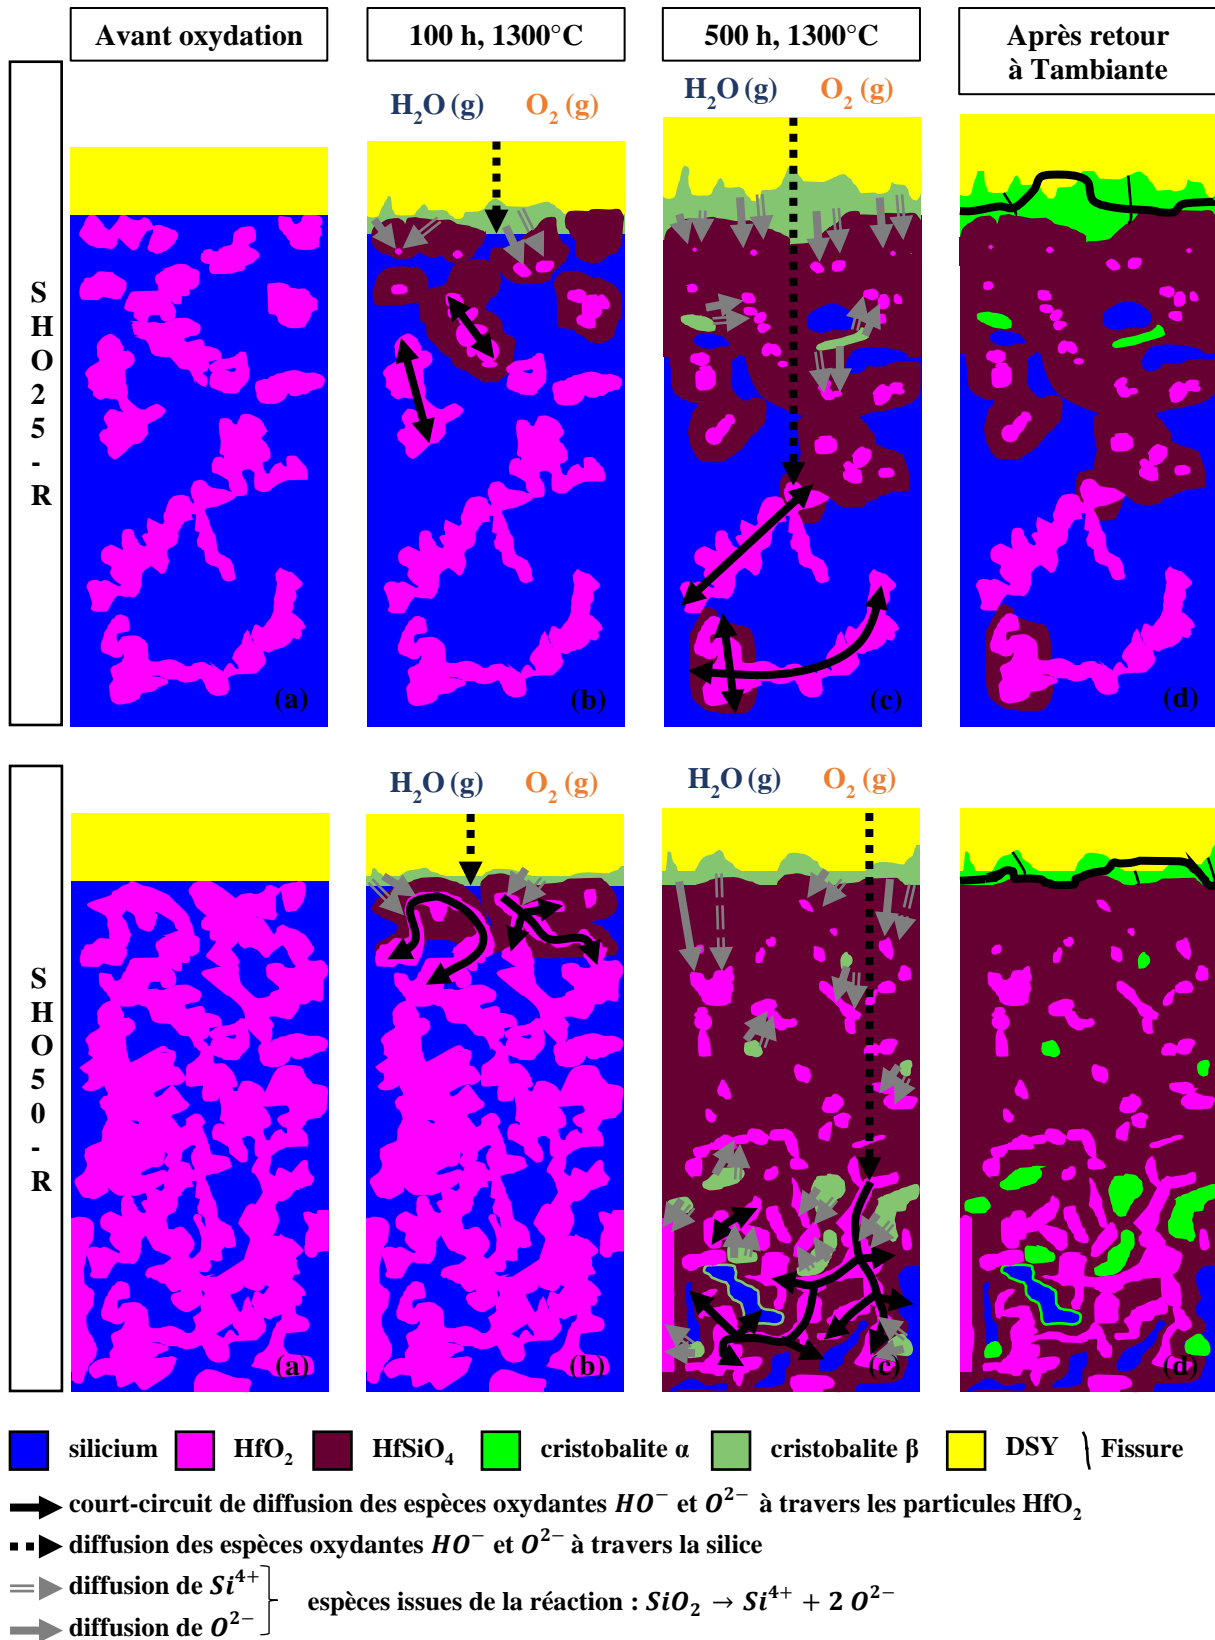 Avant oxydation
100 h, 1300°C
500 h, 1300°C
Après retour
à Tambiante
H₂O (g) O₂ (g)
H₂O (g) O₂ (g)
S
H
O
2
5
-
R
(a)
(b)
(c)
(d)
H₂O (g) O₂ (g)
H₂O (g) O₂ (g)
S
H
O
5
0
-
R
(a)
(b)
(c)
(d)
silicium HfO₂ HfSiO₄ cristobalite α cristobalite β DSY Fissure
court-circuit de diffusion des espèces oxydantes HO⁻ et O²⁻ à travers les particules HfO₂
diffusion des espèces oxydantes HO⁻ et O²⁻ à travers la silice
diffusion de Si⁴⁺
espèces issues de la réaction : SiO₂ → Si⁴⁺ + 2 O²⁻
diffusion de O²⁻